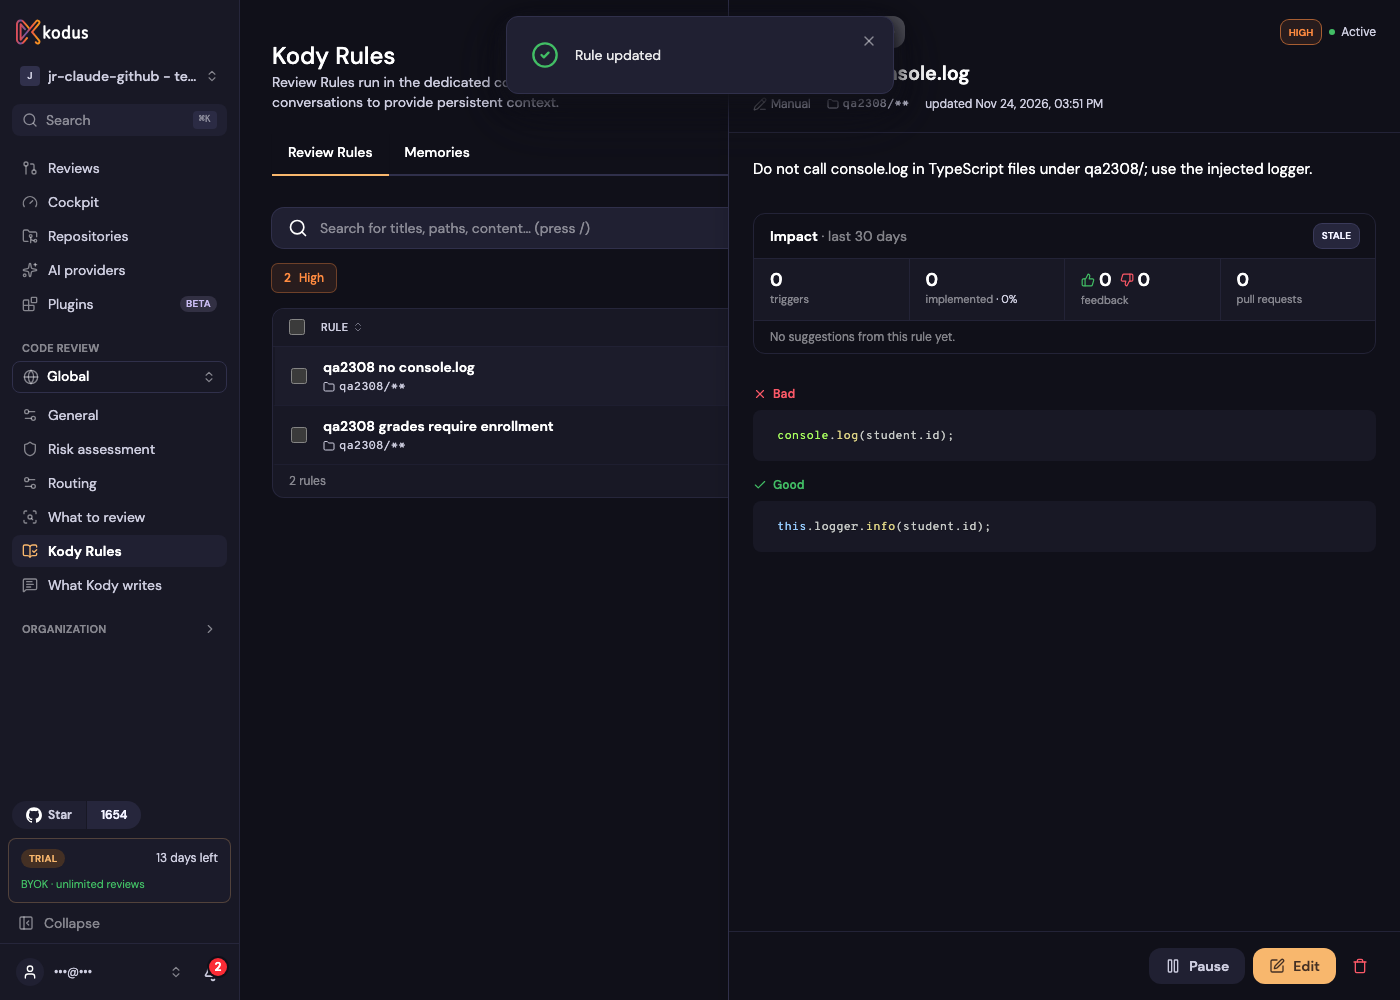 kodus
J jr-claude-github - te...
Search ⌘K
Reviews
Cockpit
Repositories
AI providers
Plugins BETA
CODE REVIEW
Global
General
Risk assessment
Routing
What to review
Kody Rules
What Kody writes
ORGANIZATION
Star 1654
TRIAL 13 days left
BYOK · unlimited reviews
Collapse
•••@••• 2
Kody Rules
Review Rules run in the dedicated
conversations to provide persistent context.
Review Rules Memories
Search for titles, paths, content... (press /)
2 High
RULE
qa2308 no console.log
qa2308/**
qa2308 grades require enrollment
qa2308/**
2 rules
Rule updated
HIGH Active
Manual qa2308/** updated Nov 24, 2026, 03:51 PM
Do not call console.log in TypeScript files under qa2308/; use the injected logger.
Impact · last 30 days STALE
0 0 0 0 0
triggers implemented · 0% feedback pull requests
No suggestions from this rule yet.
Bad
console.log(student.id);
Good
this.logger.info(student.id);
Pause Edit